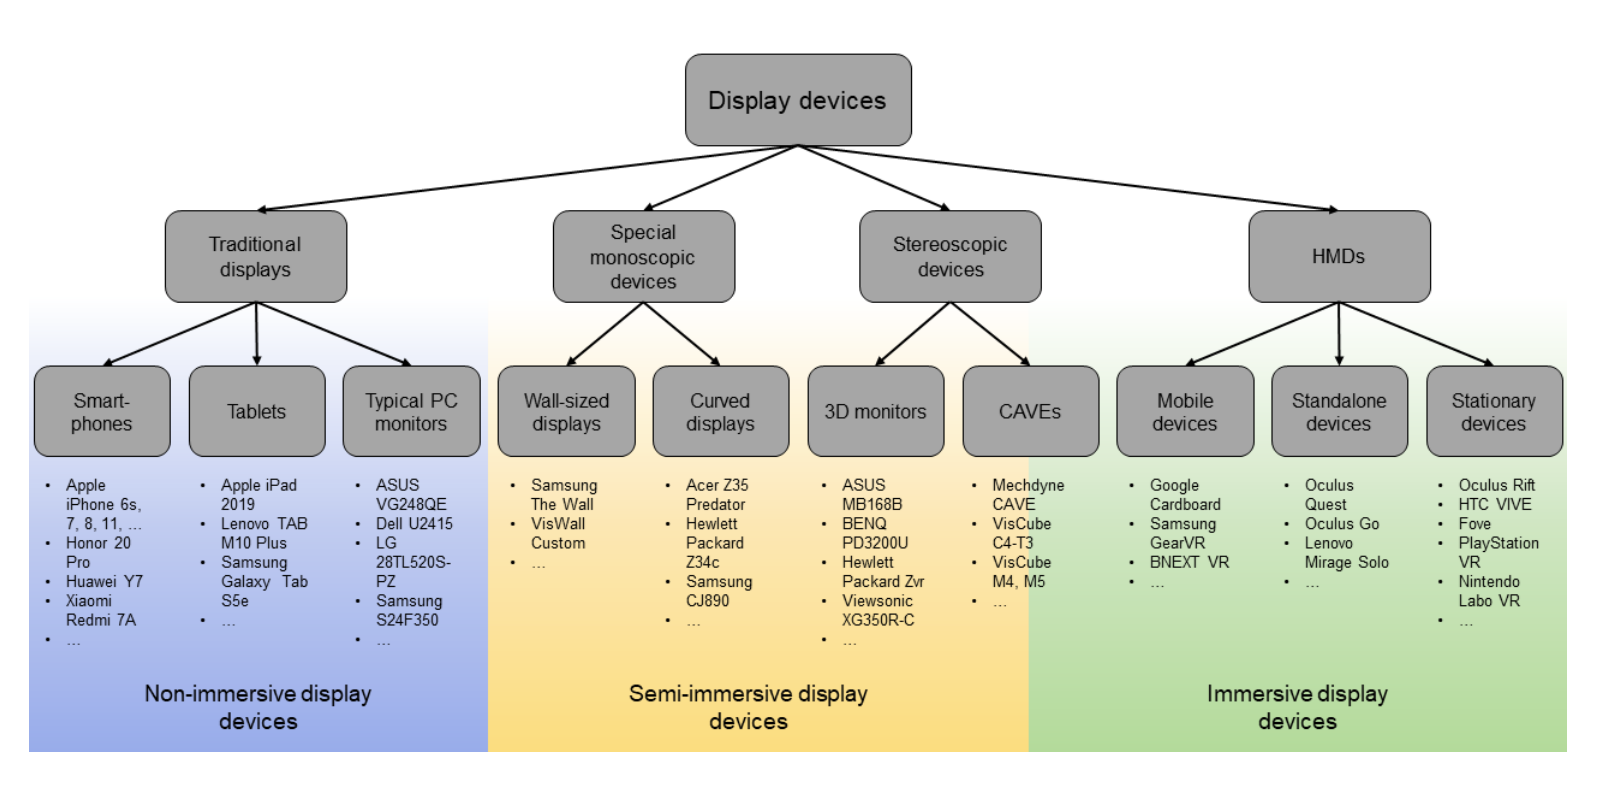 Display devices
Traditional
displays
Special
monoscopic
devices
Stereoscopic
devices
HMDs
Smart-
phones
Tablets
Typical PC
monitors
Wall-sized
displays
Curved
displays
3D monitors
CAVEs
Mobile
devices
Standalone
devices
Stationary
devices
• Apple
iPhone 6s,
7, 8, 11, ...
• Honor 20
Pro
• Huawei Y7
• Xiaomi
Redmi 7A
• ...
• Apple iPad
2019
• Lenovo TAB
M10 Plus
• Samsung
Galaxy Tab
S5e
• ...
• ASUS
VG248QE
• Dell U2415
• LG
28TL520S-
PZ
• Samsung
S24F350
• ...
• Samsung
The Wall
• VisWall
Custom
• ...
• Acer Z35
Predator
• Hewlett
Packard
Z34c
• Samsung
CJ890
• ...
• ASUS
MB168B
• BENQ
PD3200U
• Hewlett
Packard Zvr
• Viewsonic
XG350R-C
• ...
• Mechdyne
CAVE
• VisCube
C4-T3
• VisCube
M4, M5
• ...
• Google
Cardboard
• Samsung
GearVR
• BNEXT VR
• ...
• Oculus
Quest
• Oculus Go
• Lenovo
Mirage Solo
• ...
• Oculus Rift
• HTC VIVE
• Fove
• PlayStation
VR
• Nintendo
Labo VR
• ...
Non-immersive display
devices
Semi-immersive display
devices
Immersive display
devices